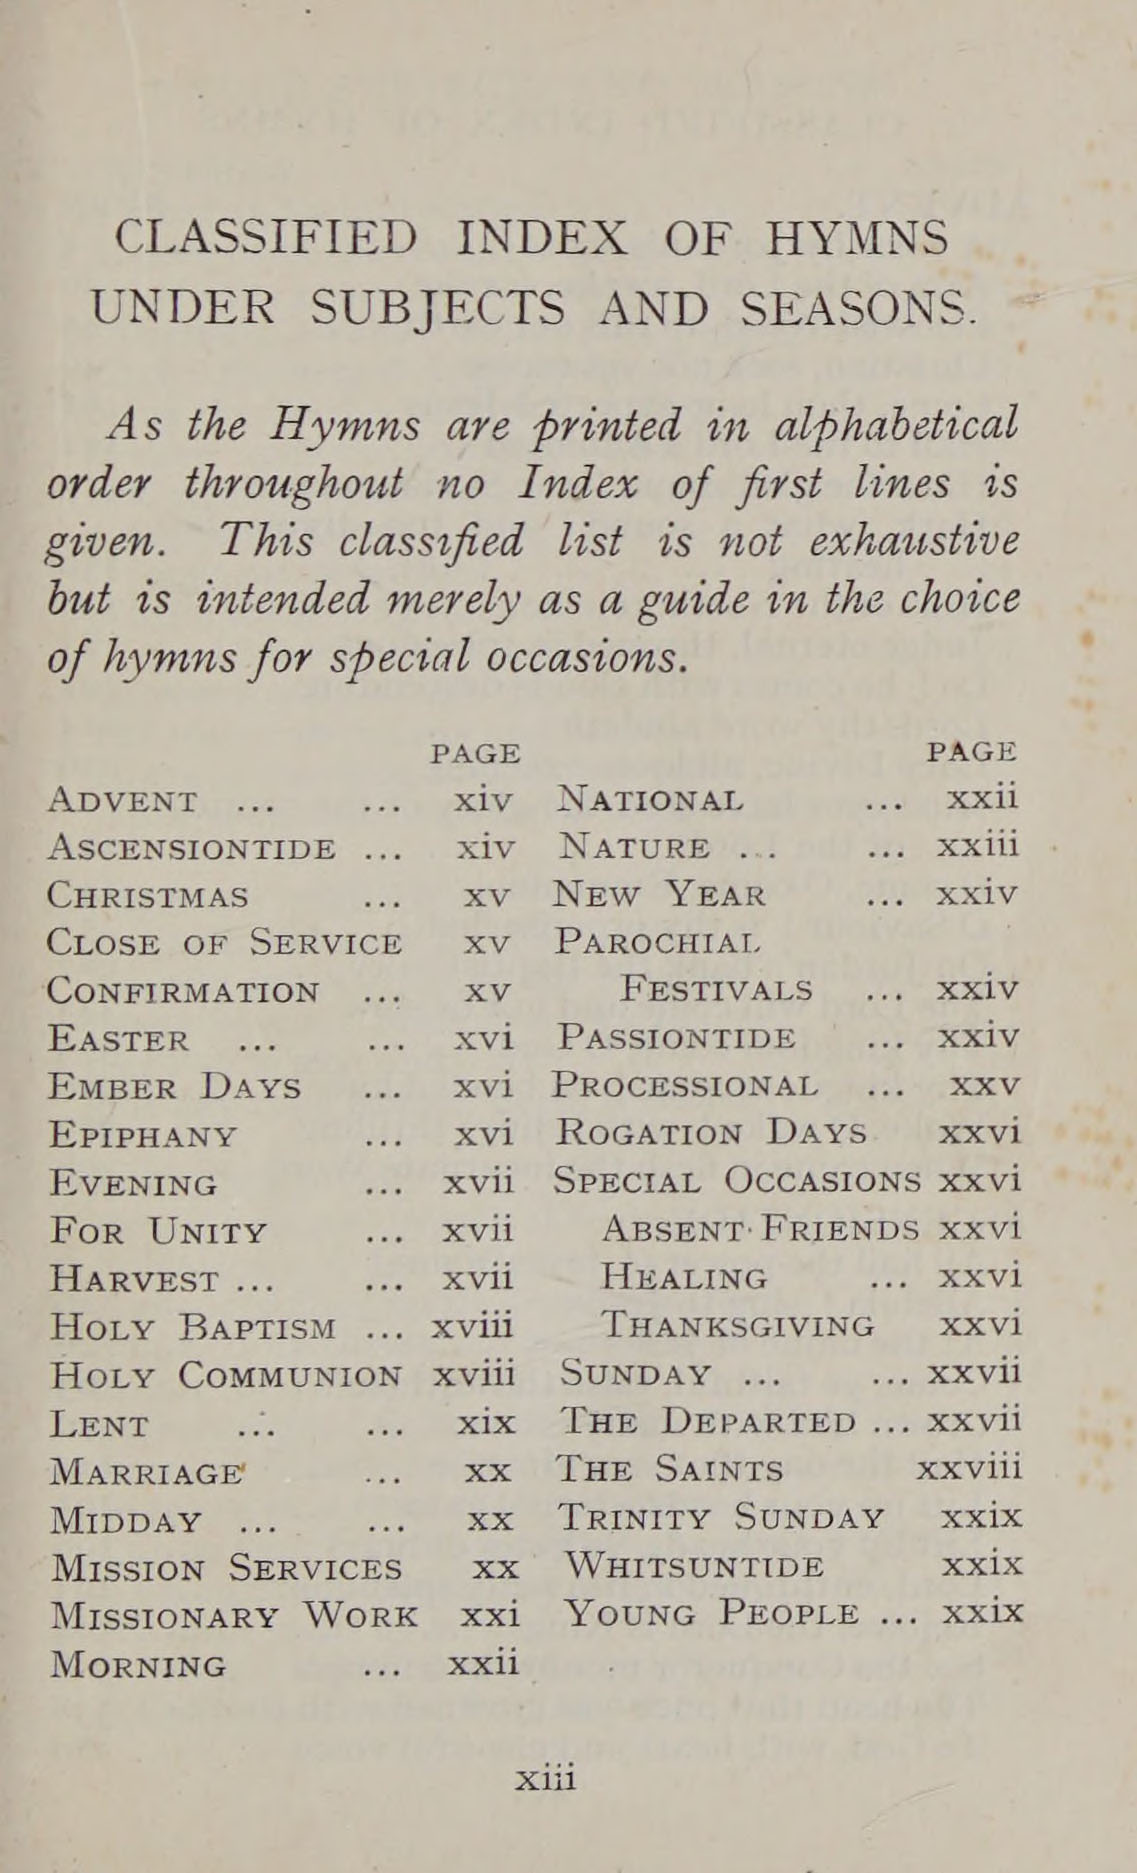 CLASSIFIED INDEX OF HYMNS
UNDER SUBJECTS AND SEASONS.
As the Hymns are printed in alphabetical
order throughout no Index of first lines is
given. This classified list is not exhaustive
but is intended merely as a guide in the choice
of hymns for special occasions.
PAGE
ADVENT ... ... xiv
ASCENSIONTIDE ... xiv
CHRISTMAS ... xv
CLOSE OF SERVICE xv
CONFIRMATION ... xv
EASTER ... ... xvi
EMBER DAYS ... xvi
EPIPHANY ... xvi
EVENING ... xvii
FOR UNITY ... xvii
HARVEST ... ... xvii
HOLY BAPTISM ... xviii
HOLY COMMUNION xviii
LENT ... ... xix
MARRIAGE ... xx
MIDDAY ... ... xx
MISSION SERVICES xx
MISSIONARY WORK xxi
MORNING ... xxii
PAGE
NATIONAL ... xxii
NATURE ... ... xxiii
NEW YEAR ... xxiv
PAROCHIAL
FESTIVALS ... xxiv
PASSIONTIDE ... xxiv
PROCESSIONAL ... xxv
ROGATION DAYS xxvi
SPECIAL OCCASIONS xxvi
ABSENT FRIENDS xxvi
HEALING ... xxvi
THANKSGIVING xxvi
SUNDAY ... ... xxvii
THE DEPARTED ... xxvii
THE SAINTS xxviii
TRINITY SUNDAY xxix
WHITSUNTIDE xxix
YOUNG PEOPLE ... xxix
xiii